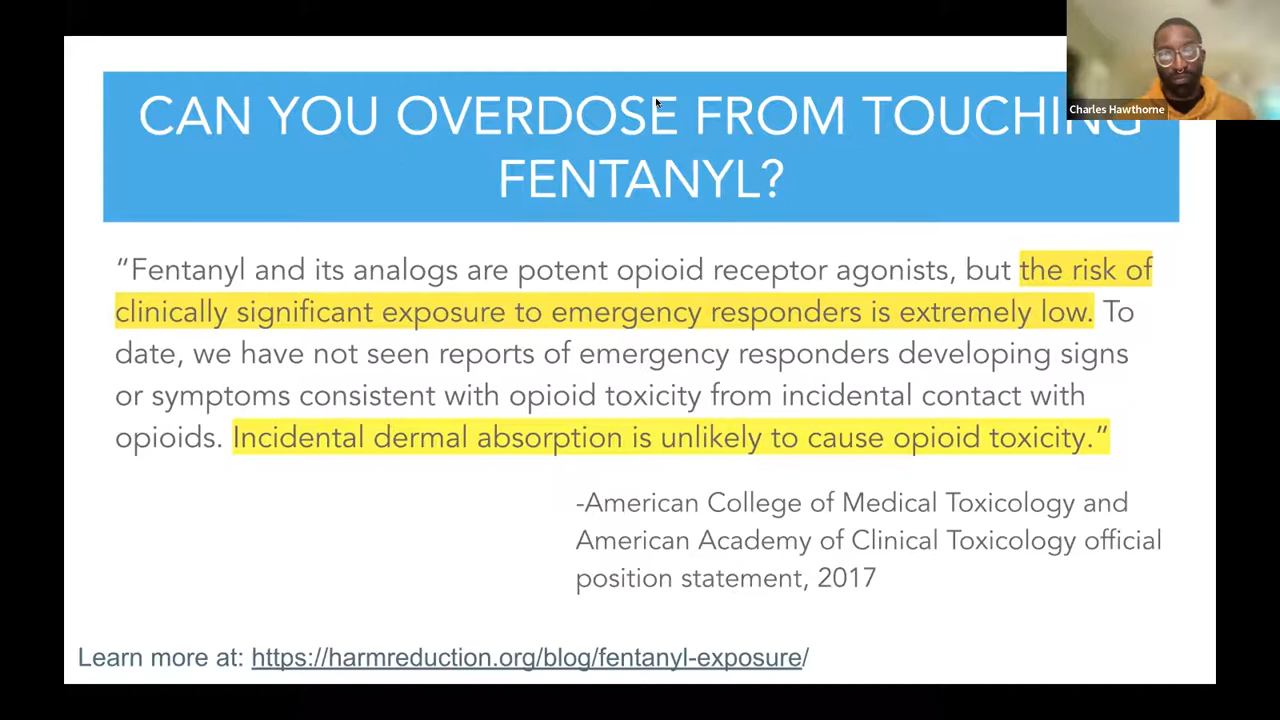 CAN YOU OVERDOSE FROM TOUCHING
FENTANYL?
Charles Hawthorne
“Fentanyl and its analogs are potent opioid receptor agonists, but the risk of
clinically significant exposure to emergency responders is extremely low. To
date, we have not seen reports of emergency responders developing signs
or symptoms consistent with opioid toxicity from incidental contact with
opioids. Incidental dermal absorption is unlikely to cause opioid toxicity.”
-American College of Medical Toxicology and
American Academy of Clinical Toxicology official
position statement, 2017
Learn more at: https://harmreduction.org/blog/fentanyl-exposure/